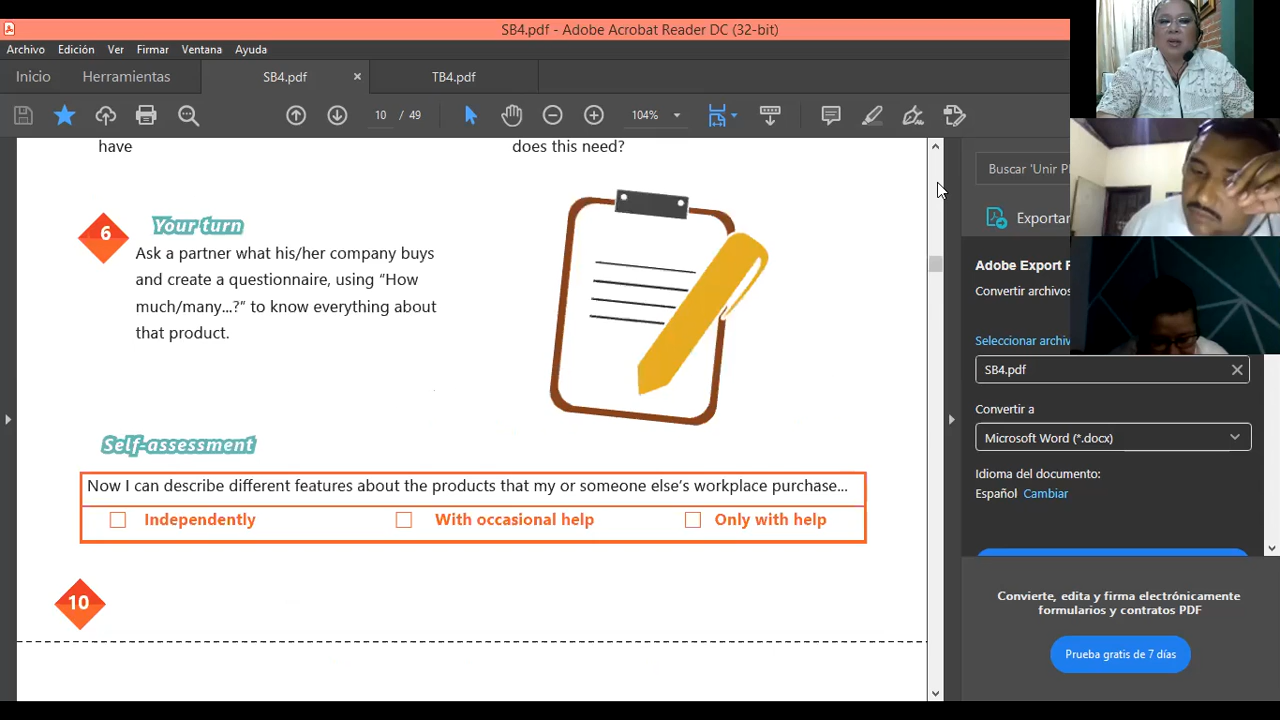 SB4.pdf - Adobe Acrobat Reader DC (32-bit)
Archivo Edición Ver Firmar Ventana Ayuda
Inicio Herramientas SB4.pdf × TB4.pdf
10 / 49 104%
have does this need?
6 Your turn
Ask a partner what his/her company buys
and create a questionnaire, using “How
much/many...?” to know everything about
that product.
Self-assessment
Now I can describe different features about the products that my or someone else’s workplace purchase...
Independently With occasional help Only with help
10
Buscar 'Unir
Exportar
Adobe Export
Convertir archivos
Seleccionar
SB4.pdf
Convertir a
Microsoft Word (*.docx)
Idioma del documento:
Español Cambiar
Convierte, edita y firma electrónicamente
formularios y contratos PDF
Prueba gratis de 7 días